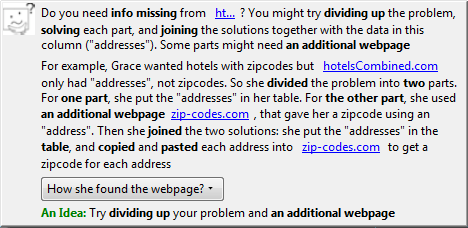 Do you need info missing from ht... ? You might try dividing up the problem,
solving each part, and joining the solutions together with the data in this
column ("addresses"). Some parts might need an additional webpage
For example, Grace wanted hotels with zipcodes but hotelsCombined.com
only had "addresses", not zipcodes. So she divided the problem into two parts.
For one part, she put the "addresses" in her table. For the other part, she used
an additional webpage zip-codes.com , that gave her a zipcode using an
"address". Then she joined the two solutions: she put the "addresses" in the
table, and copied and pasted each address into zip-codes.com to get a
zipcode for each address
How she found the webpage?
An Idea: Try dividing up your problem and an additional webpage